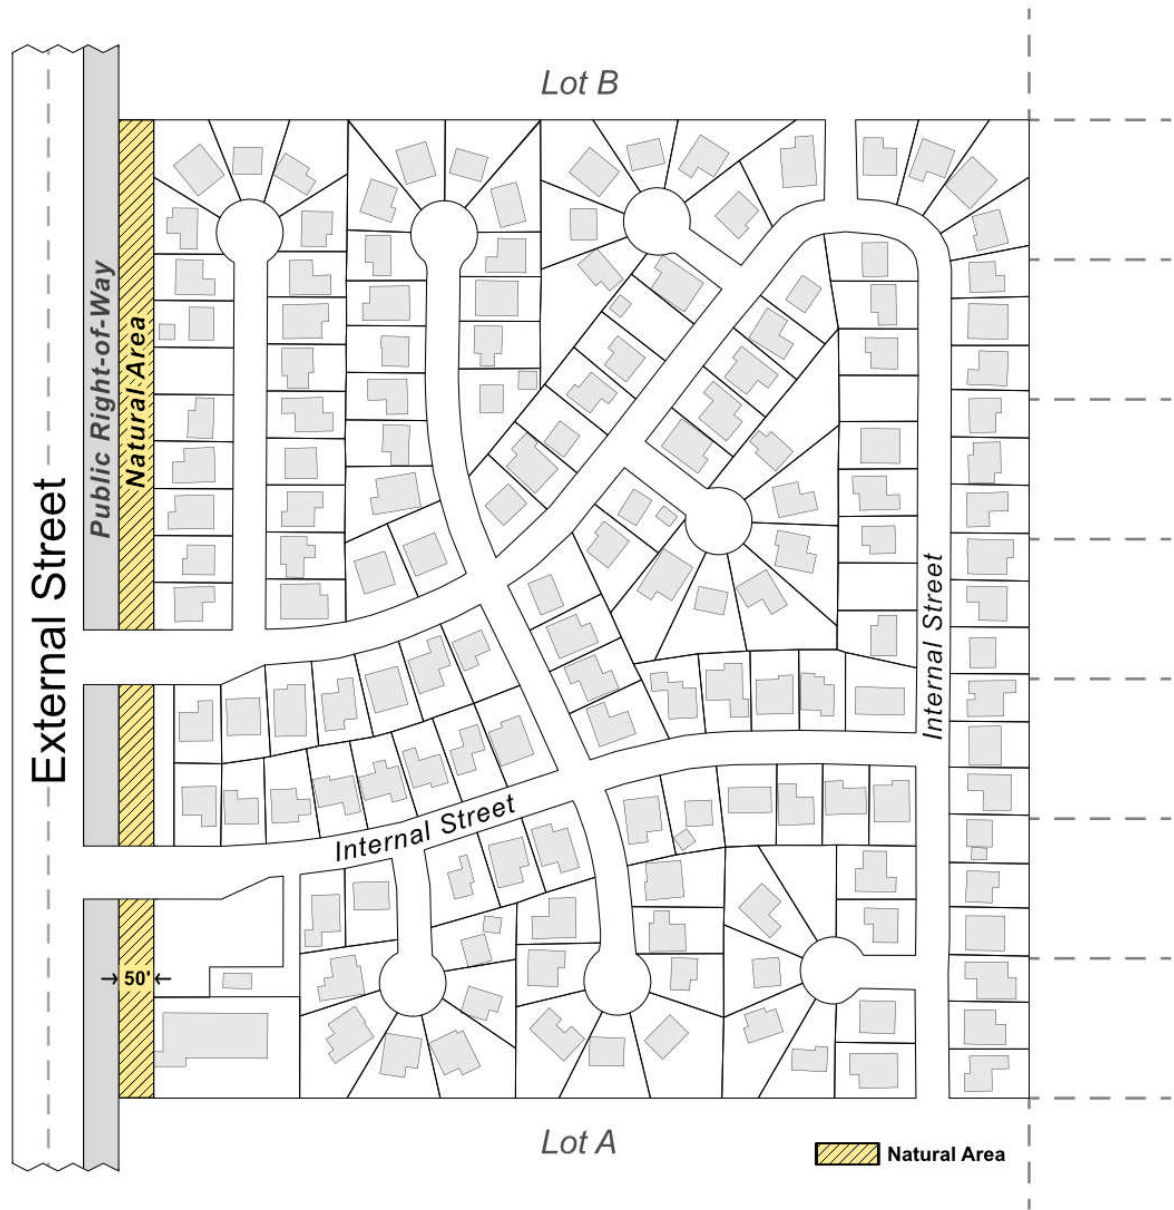 Lot B
Public Right-of-Way
Natural Area
External Street
Internal Street
Internal Street
50'
Lot A
Natural Area